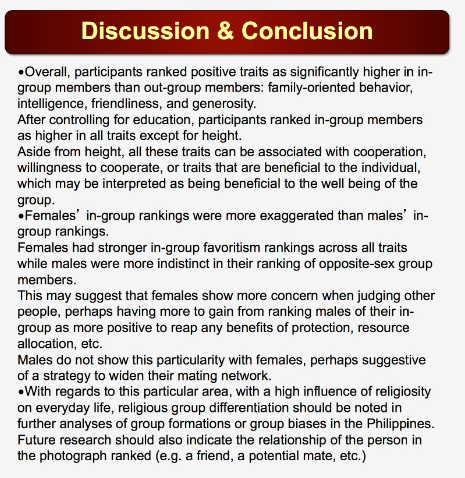 Discussion & Conclusion
•Overall, participants ranked positive traits as significantly higher in in-
group members than out-group members: family-oriented behavior,
intelligence, friendliness, and generosity.
After controlling for education, participants ranked in-group members
as higher in all traits except for height.
Aside from height, all these traits can be associated with cooperation,
willingness to cooperate, or traits that are beneficial to the individual,
which may be interpreted as being beneficial to the well being of the
group.
•Females’ in-group rankings were more exaggerated than males’ in-
group rankings.
Females had stronger in-group favoritism rankings across all traits
while males were more indistinct in their ranking of opposite-sex group
members.
This may suggest that females show more concern when judging other
people, perhaps having more to gain from ranking males of their in-
group as more positive to reap any benefits of protection, resource
allocation, etc.
Males do not show this particularity with females, perhaps suggestive
of a strategy to widen their mating network.
•With regards to this particular area, with a high influence of religiosity
on everyday life, religious group differentiation should be noted in
further analyses of group formations or group biases in the Philippines.
Future research should also indicate the relationship of the person in
the photograph ranked (e.g. a friend, a potential mate, etc.)